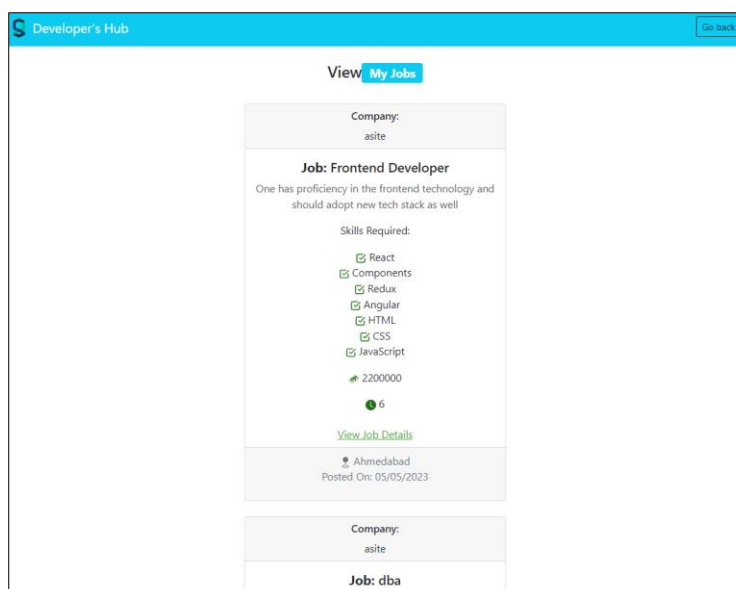 Developer's Hub
Go back
View My Jobs
Company:
asite
Job: Frontend Developer
One has proficiency in the frontend technology and
should adopt new tech stack as well
Skills Required:
React
Components
Redux
Angular
HTML
CSS
JavaScript
2200000
6
View Job Details
Ahmedabad
Posted On: 05/05/2023
Company:
asite
Job: dba